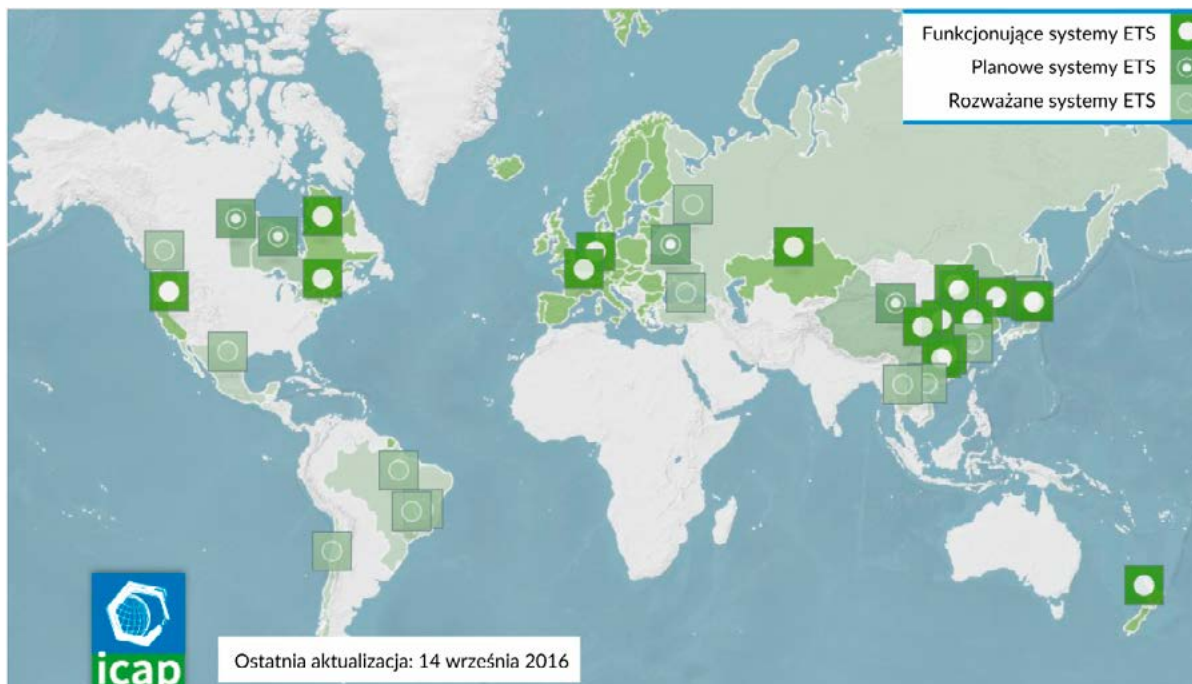 Funkcjonujące systemy ETS
Planowe systemy ETS
Rozważane systemy ETS
icap
Ostatnia aktualizacja: 14 września 2016